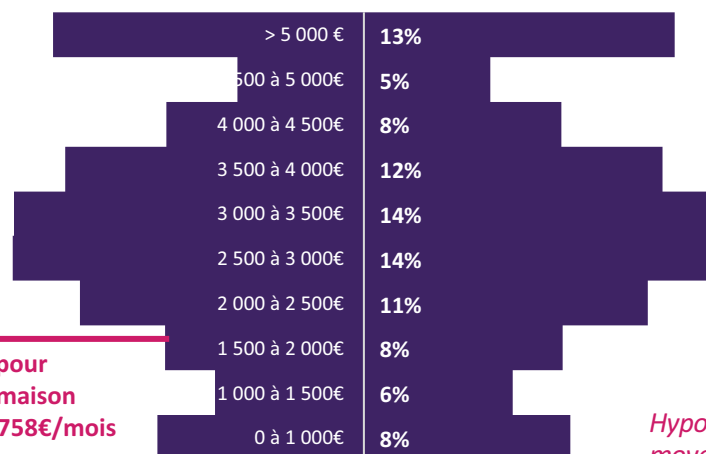 > 5 000 € 13%
500 à 5 000€ 5%
4 000 à 4 500€ 8%
3 500 à 4 000€ 12%
3 000 à 3 500€ 14%
2 500 à 3 000€ 14%
2 000 à 2 500€ 11%
1 500 à 2 000€ 8%
pour
1 000 à 1 500€ 6%
maison
758€/mois
0 à 1 000€ 8%
Hypo